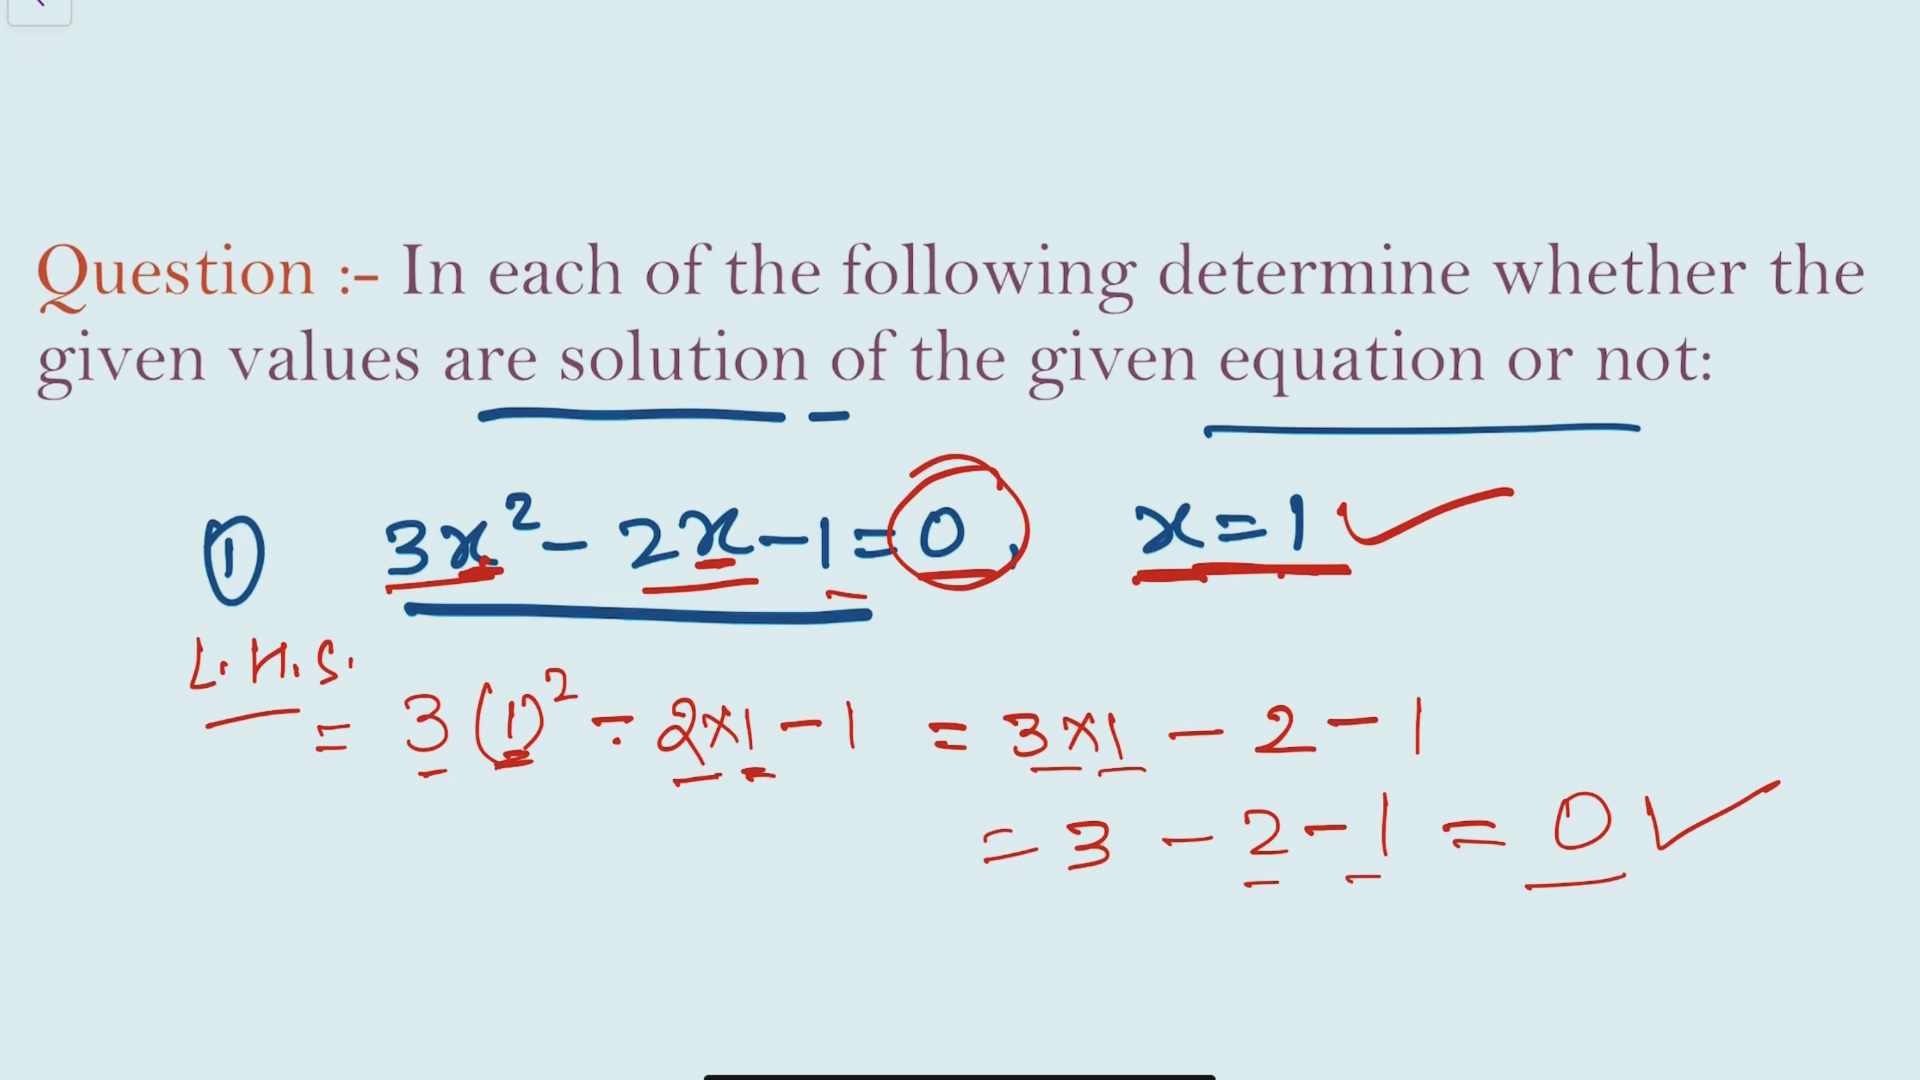 Question :- In each of the following determine whether the
given values are solution of the given equation or not:
① 3x² - 2x - 1 = 0, x = 1 ✓
L.H.S.
= 3(1)² - 2×1 - 1 = 3×1 - 2 - 1
= 3 - 2 - 1 = 0 ✓